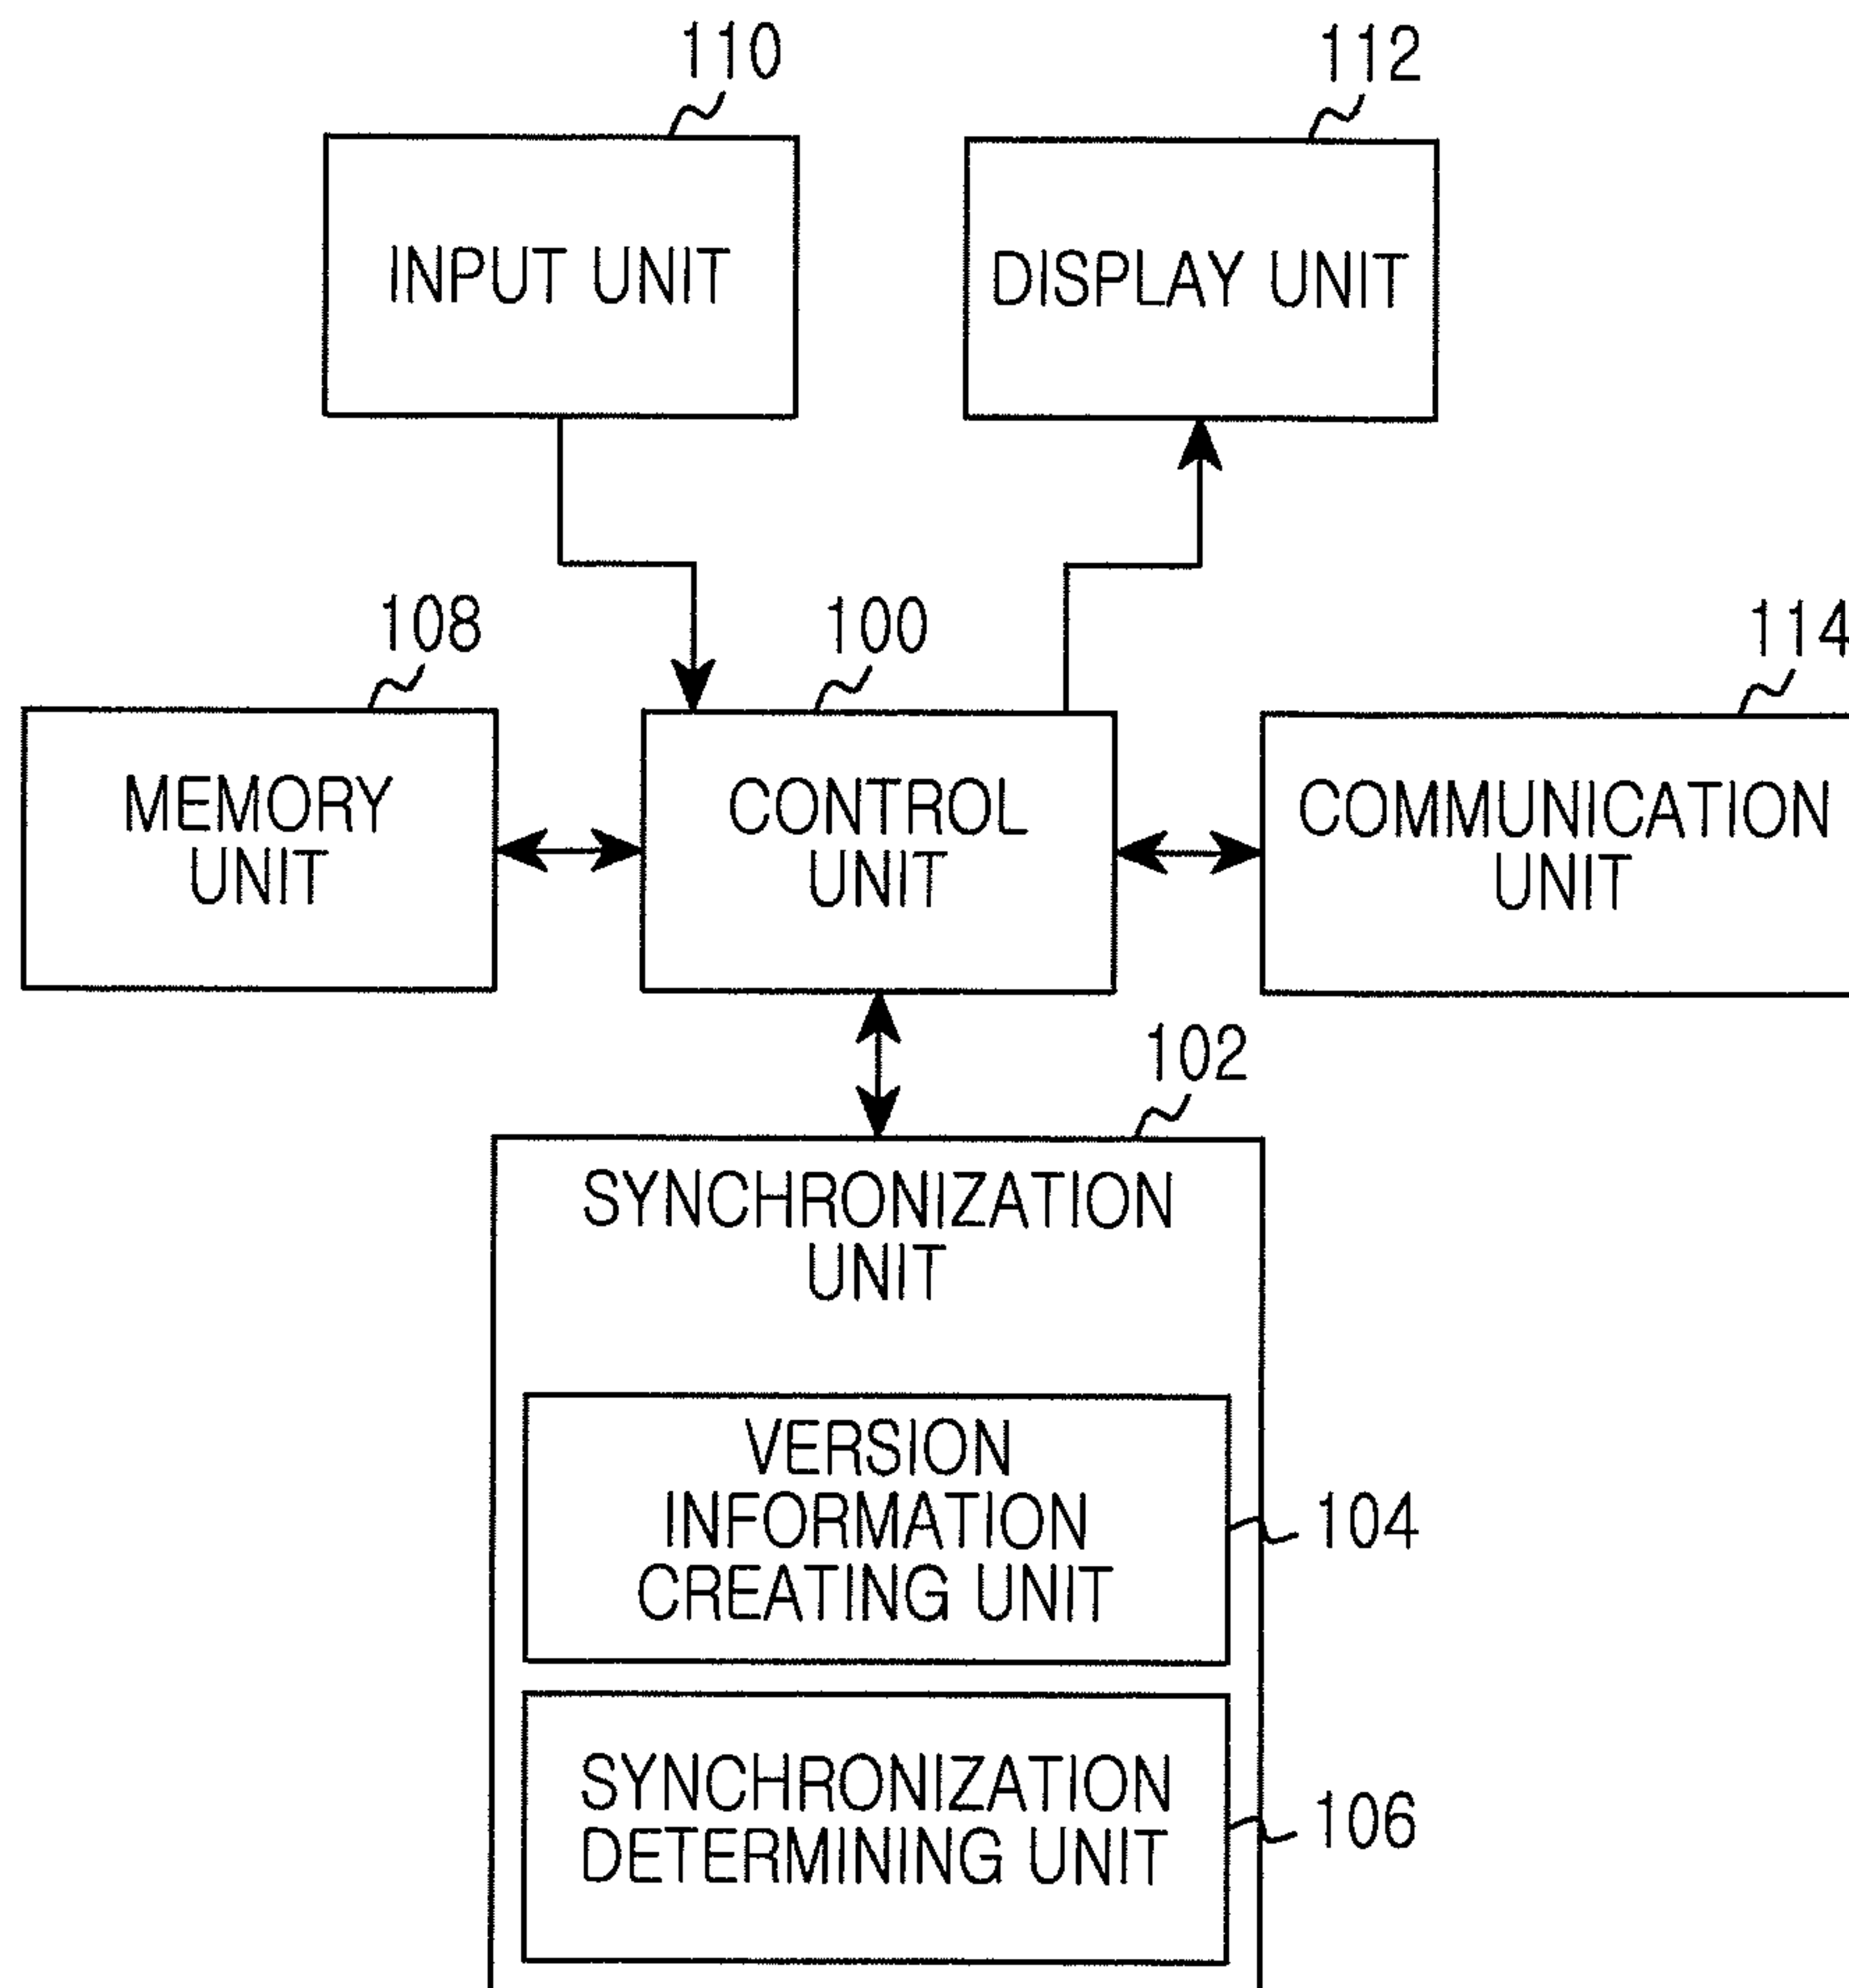 110
112
INPUT UNIT
DISPLAY UNIT
108
100
114
MEMORY
UNIT
CONTROL
UNIT
COMMUNICATION
UNIT
102
SYNCHRONIZATION
UNIT
VERSION
INFORMATION
CREATING UNIT
104
SYNCHRONIZATION
DETERMINING UNIT
106